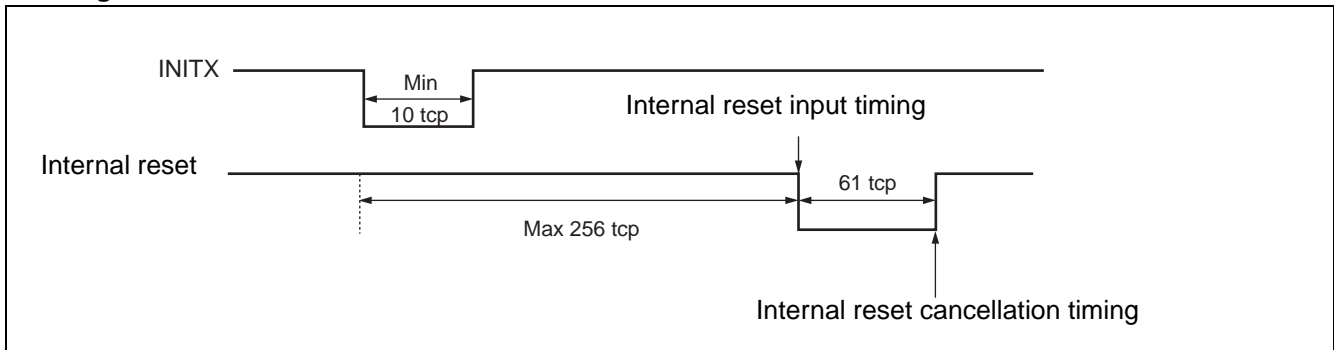 INITX
Min
10 tcp
Internal reset input timing
Internal reset
61 tcp
Max 256 tcp
Internal reset cancellation timing